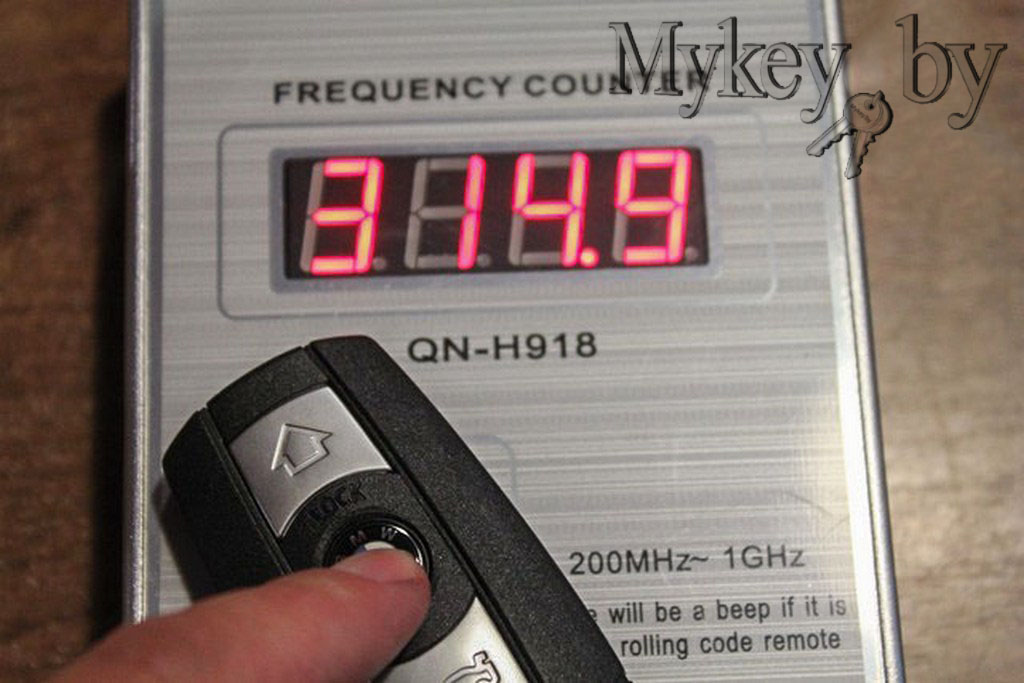 Mykey by
FREQUENCY COUNTER
314.9
QN-H918
LOCK
M W
200MHz~ 1GHz
will be a beep if it is
rolling code remote